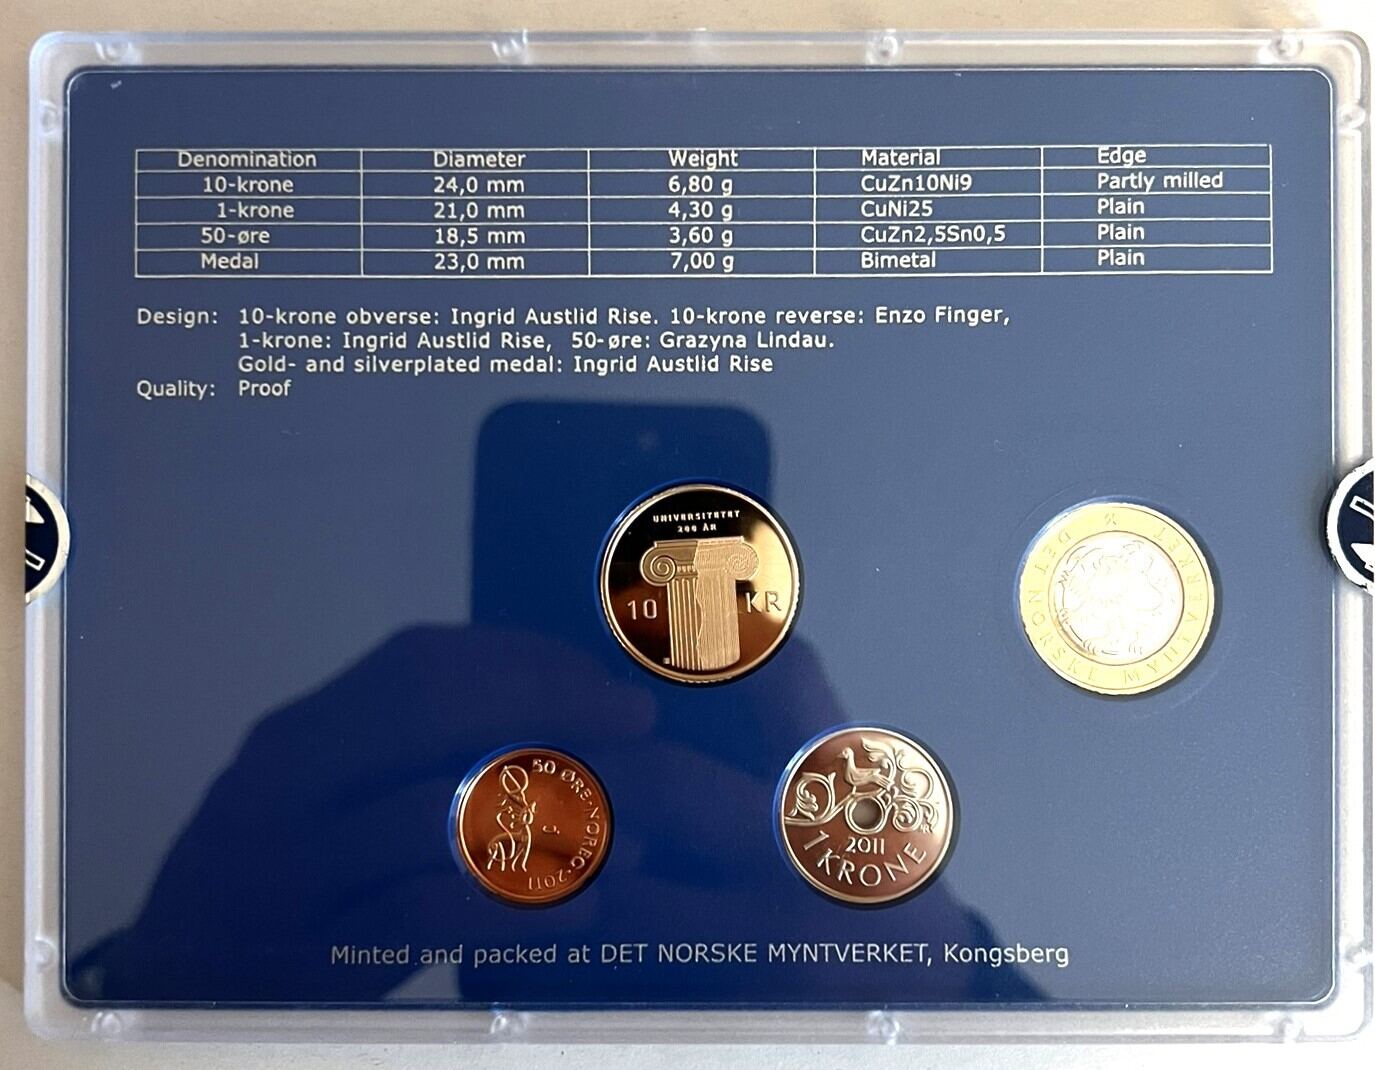 Denomination Diameter Weight Material Edge
10-krone 24,0 mm 6,80 g CuZn10Ni9 Partly milled
1-krone 21,0 mm 4,30 g CuNi25 Plain
50-øre 18,5 mm 3,60 g CuZn2,5Sn0,5 Plain
Medal 23,0 mm 7,00 g Bimetal Plain
Design: 10-krone obverse: Ingrid Austlid Rise. 10-krone reverse: Enzo Finger,
1-krone: Ingrid Austlid Rise, 50-øre: Grazyna Lindau.
Gold- and silverplated medal: Ingrid Austlid Rise
Quality: Proof
UNIVERSITETET
200 ÅR
10 KR
DET NORSKE MYNTVERKET
50 ØRE·NOREG·2011
2011
1 KRONE
Minted and packed at DET NORSKE MYNTVERKET, Kongsberg